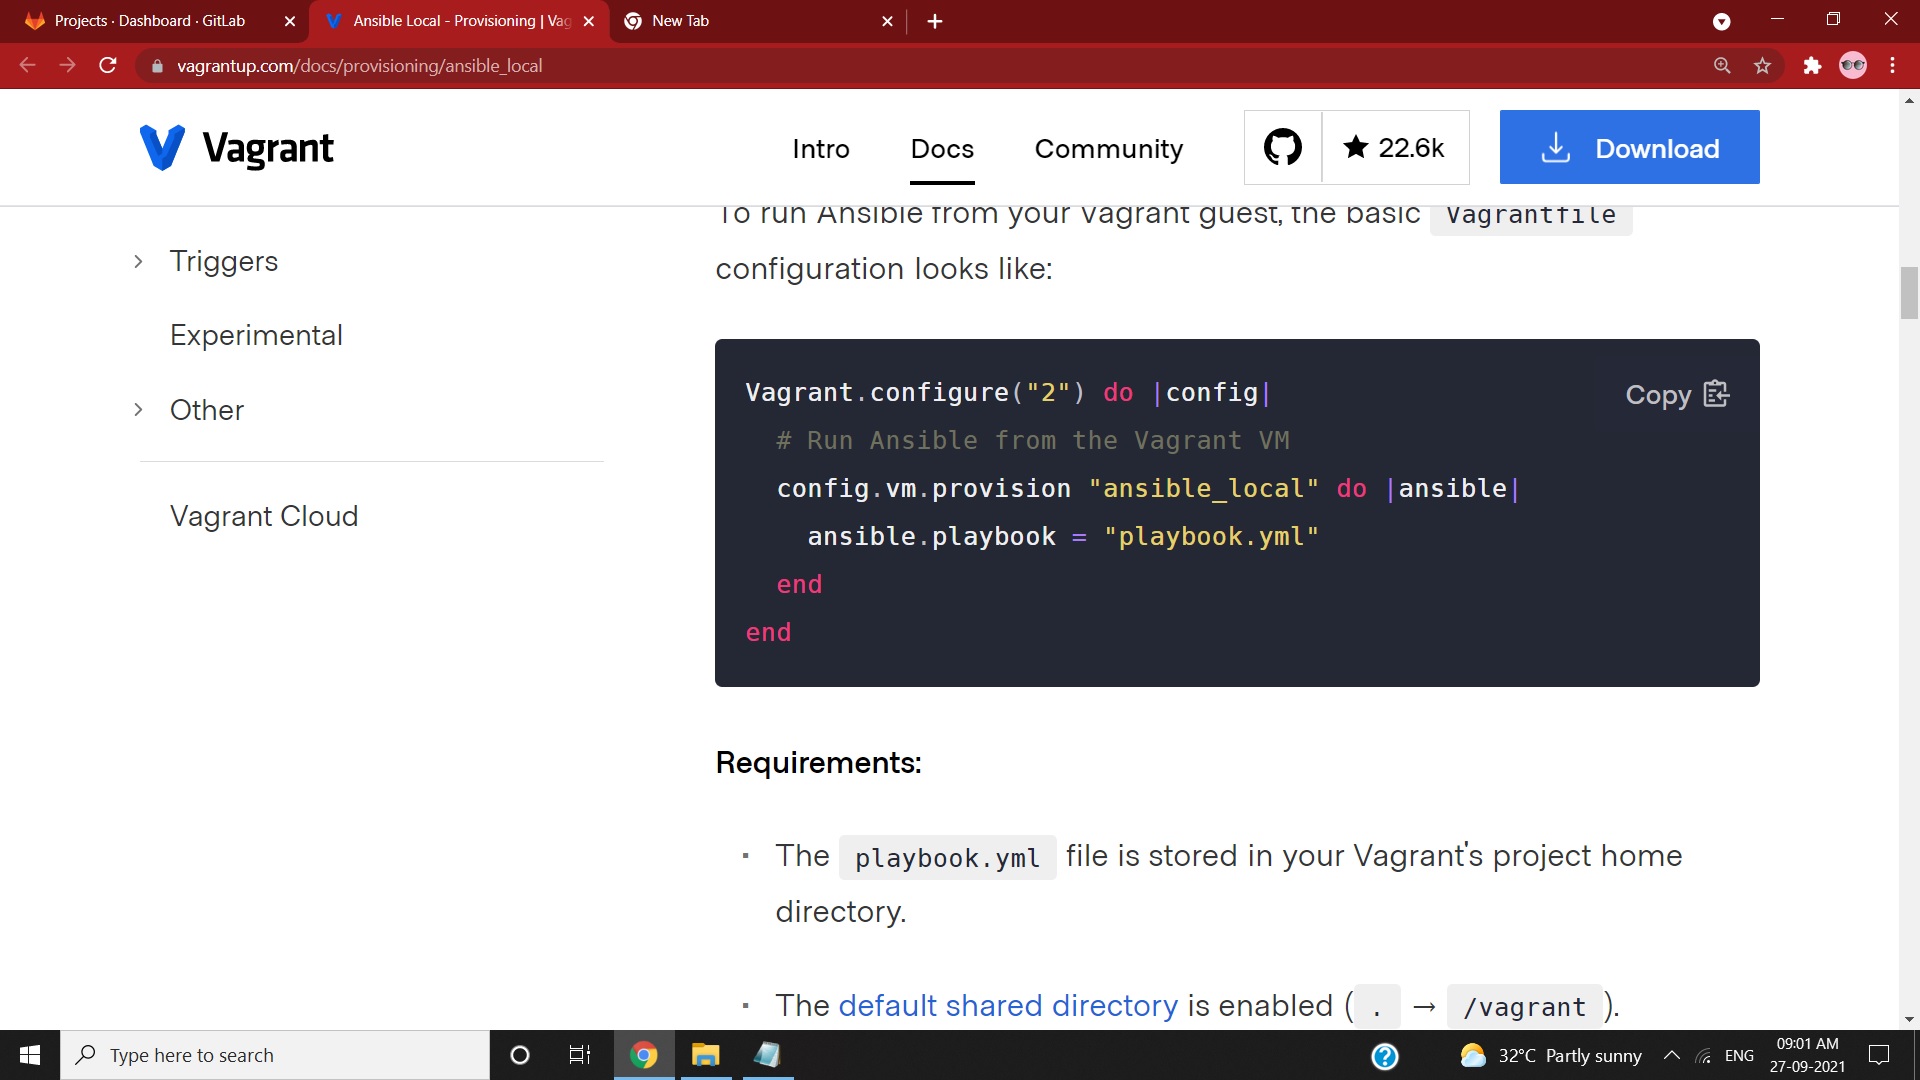 Projects · Dashboard · GitLab
Ansible Local - Provisioning | Vag
New Tab
vagrantup.com/docs/provisioning/ansible_local
Vagrant
Intro
Docs
Community
22.6k
Download
To run Ansible from your Vagrant guest, the basic Vagrantfile
configuration looks like:
Triggers
Experimental
Other
Vagrant Cloud
Copy
Vagrant.configure("2") do |config|
# Run Ansible from the Vagrant VM
config.vm.provision "ansible_local" do |ansible|
ansible.playbook = "playbook.yml"
end
end
Requirements:
The playbook.yml file is stored in your Vagrant's project home
directory.
The default shared directory is enabled ( . → /vagrant ).
Type here to search
32°C Partly sunny
ENG
09:01 AM
27-09-2021